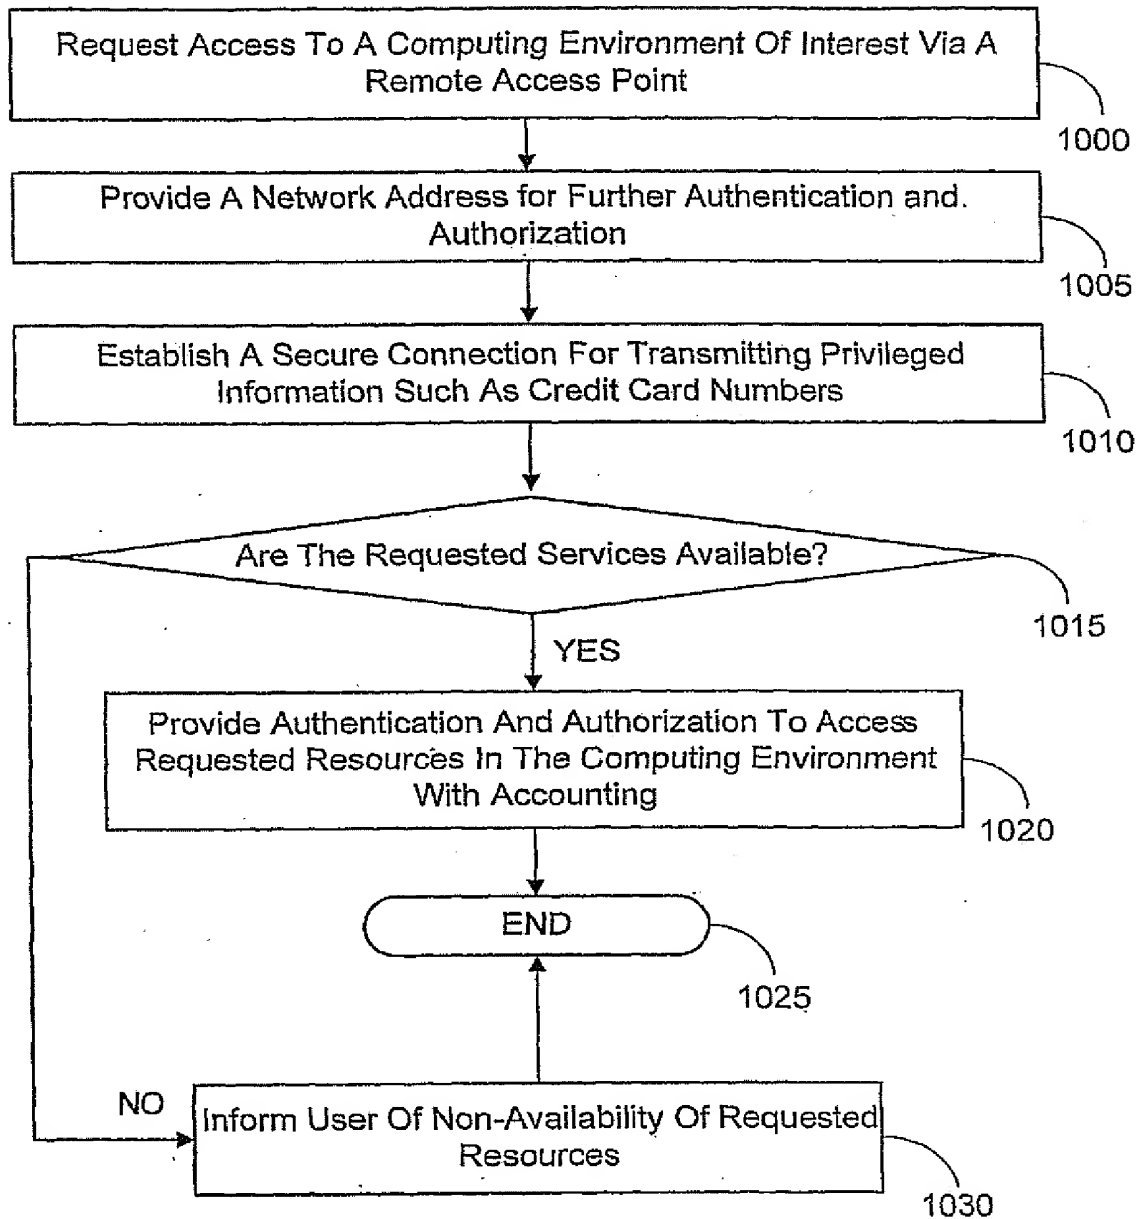 Request Access To A Computing Environment Of Interest Via A
Remote Access Point
1000
Provide A Network Address for Further Authentication and.
Authorization
1005
Establish A Secure Connection For Transmitting Privileged
Information Such As Credit Card Numbers
1010
Are The Requested Services Available?
1015
YES
Provide Authentication And Authorization To Access
Requested Resources In The Computing Environment
With Accounting
1020
END
1025
NO
Inform User Of Non-Availability Of Requested
Resources
1030